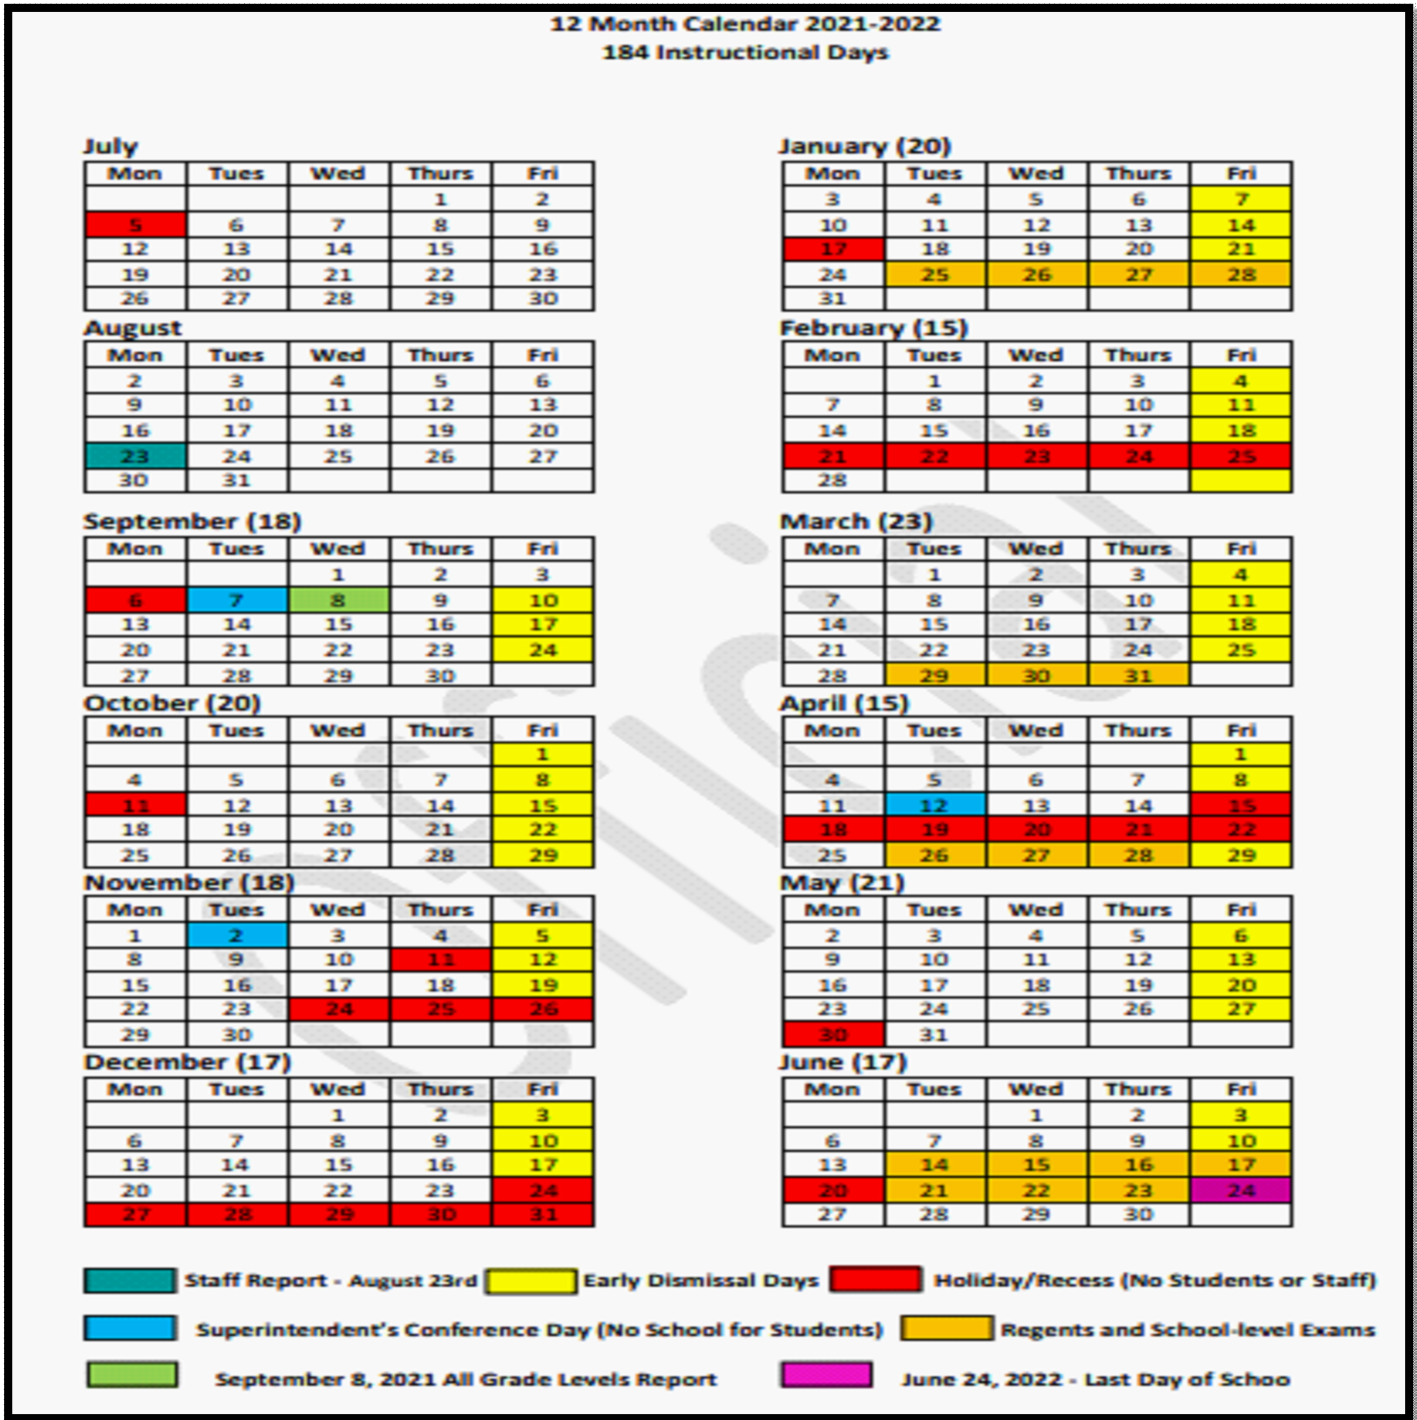 12 Month Calendar 2021-2022
184 Instructional Days
July
Mon Tues Wed Thurs Fri
1 2
5 6 7 8 9
12 13 14 15 16
19 20 21 22 23
26 27 28 29 30
August
Mon Tues Wed Thurs Fri
2 3 4 5 6
9 10 11 12 13
16 17 18 19 20
23 24 25 26 27
30 31
September (18)
Mon Tues Wed Thurs Fri
1 2 3
6 7 8 9 10
13 14 15 16 17
20 21 22 23 24
27 28 29 30
October (20)
Mon Tues Wed Thurs Fri
1
4 5 6 7 8
11 12 13 14 15
18 19 20 21 22
25 26 27 28 29
November (18)
Mon Tues Wed Thurs Fri
1 2 3 4 5
8 9 10 11 12
15 16 17 18 19
22 23 24 25 26
29 30
December (17)
Mon Tues Wed Thurs Fri
1 2 3
6 7 8 9 10
13 14 15 16 17
20 21 22 23 24
27 28 29 30 31
January (20)
Mon Tues Wed Thurs Fri
3 4 5 6 7
10 11 12 13 14
17 18 19 20 21
24 25 26 27 28
31
February (15)
Mon Tues Wed Thurs Fri
1 2 3 4
7 8 9 10 11
14 15 16 17 18
21 22 23 24 25
28
March (23)
Mon Tues Wed Thurs Fri
1 2 3 4
7 8 9 10 11
14 15 16 17 18
21 22 23 24 25
28 29 30 31
April (15)
Mon Tues Wed Thurs Fri
1
4 5 6 7 8
11 12 13 14 15
18 19 20 21 22
25 26 27 28 29
May (21)
Mon Tues Wed Thurs Fri
2 3 4 5 6
9 10 11 12 13
16 17 18 19 20
23 24 25 26 27
30 31
June (17)
Mon Tues Wed Thurs Fri
1 2 3
6 7 8 9 10
13 14 15 16 17
20 21 22 23 24
27 28 29 30
Staff Report - August 23rd Early Dismissal Days Holiday/Recess (No Students or Staff)
Superintendent's Conference Day (No School for Students) Regents and School-level Exams
September 8, 2021 All Grade Levels Report June 24, 2022 - Last Day of Schoo